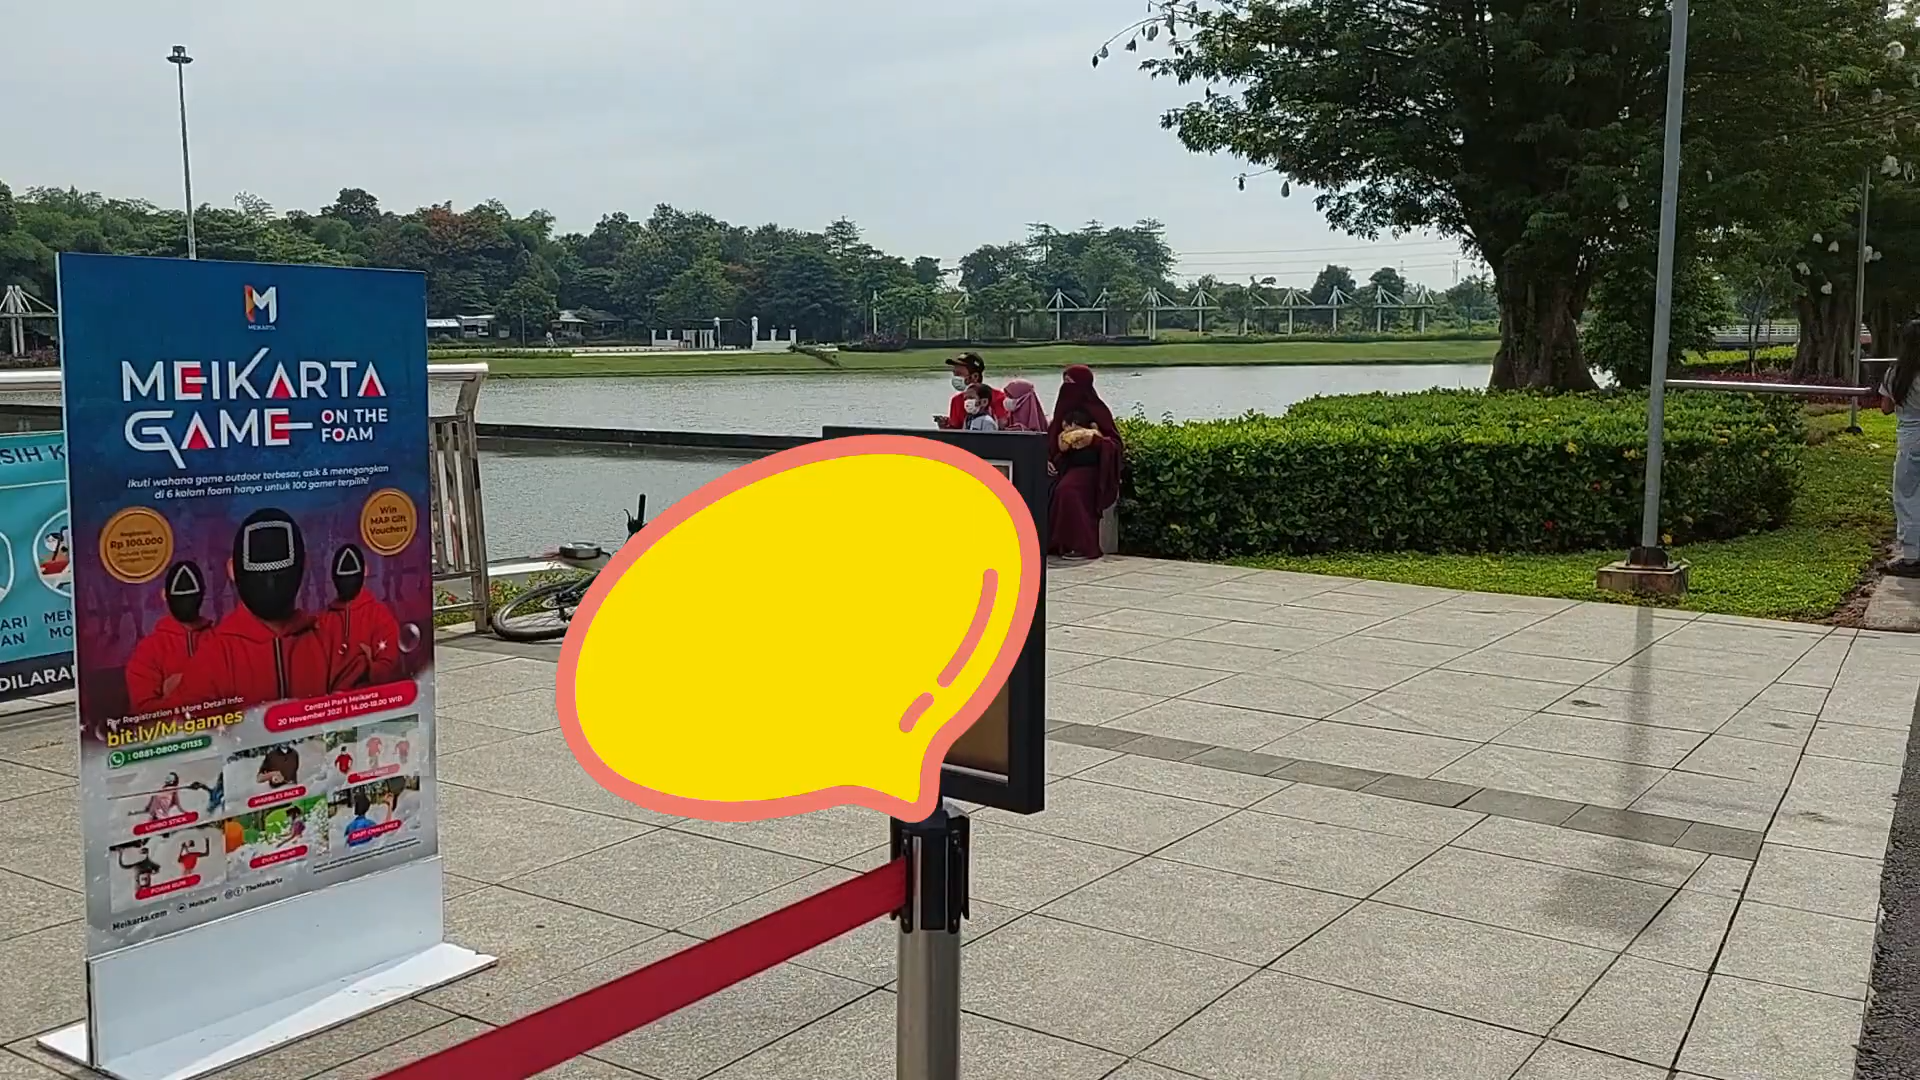 MEIKARTA
MEIKARTA
GAME ON THE FOAM
Ikuti wahana game outdoor terbesar, asik & menegangkan
di 6 kolam foam hanya untuk 100 gamer terpilih!
Rp 100.000
Win
MAP Gift
Vouchers
For Registration & More Detail Info:
bit.ly/M-games
: 0881-0800-01135
Central Park Meikarta
20 November 2021 | 14.00-18.00 WIB
LIMBO STICK
MARBLES RACE
FOAM RUN
DUCK HUNT
DART CHALLENGE
Meikarta.com
Meikarta
TheMeikarta
SIH K
ARI
AN
MEN
MO
DILARA